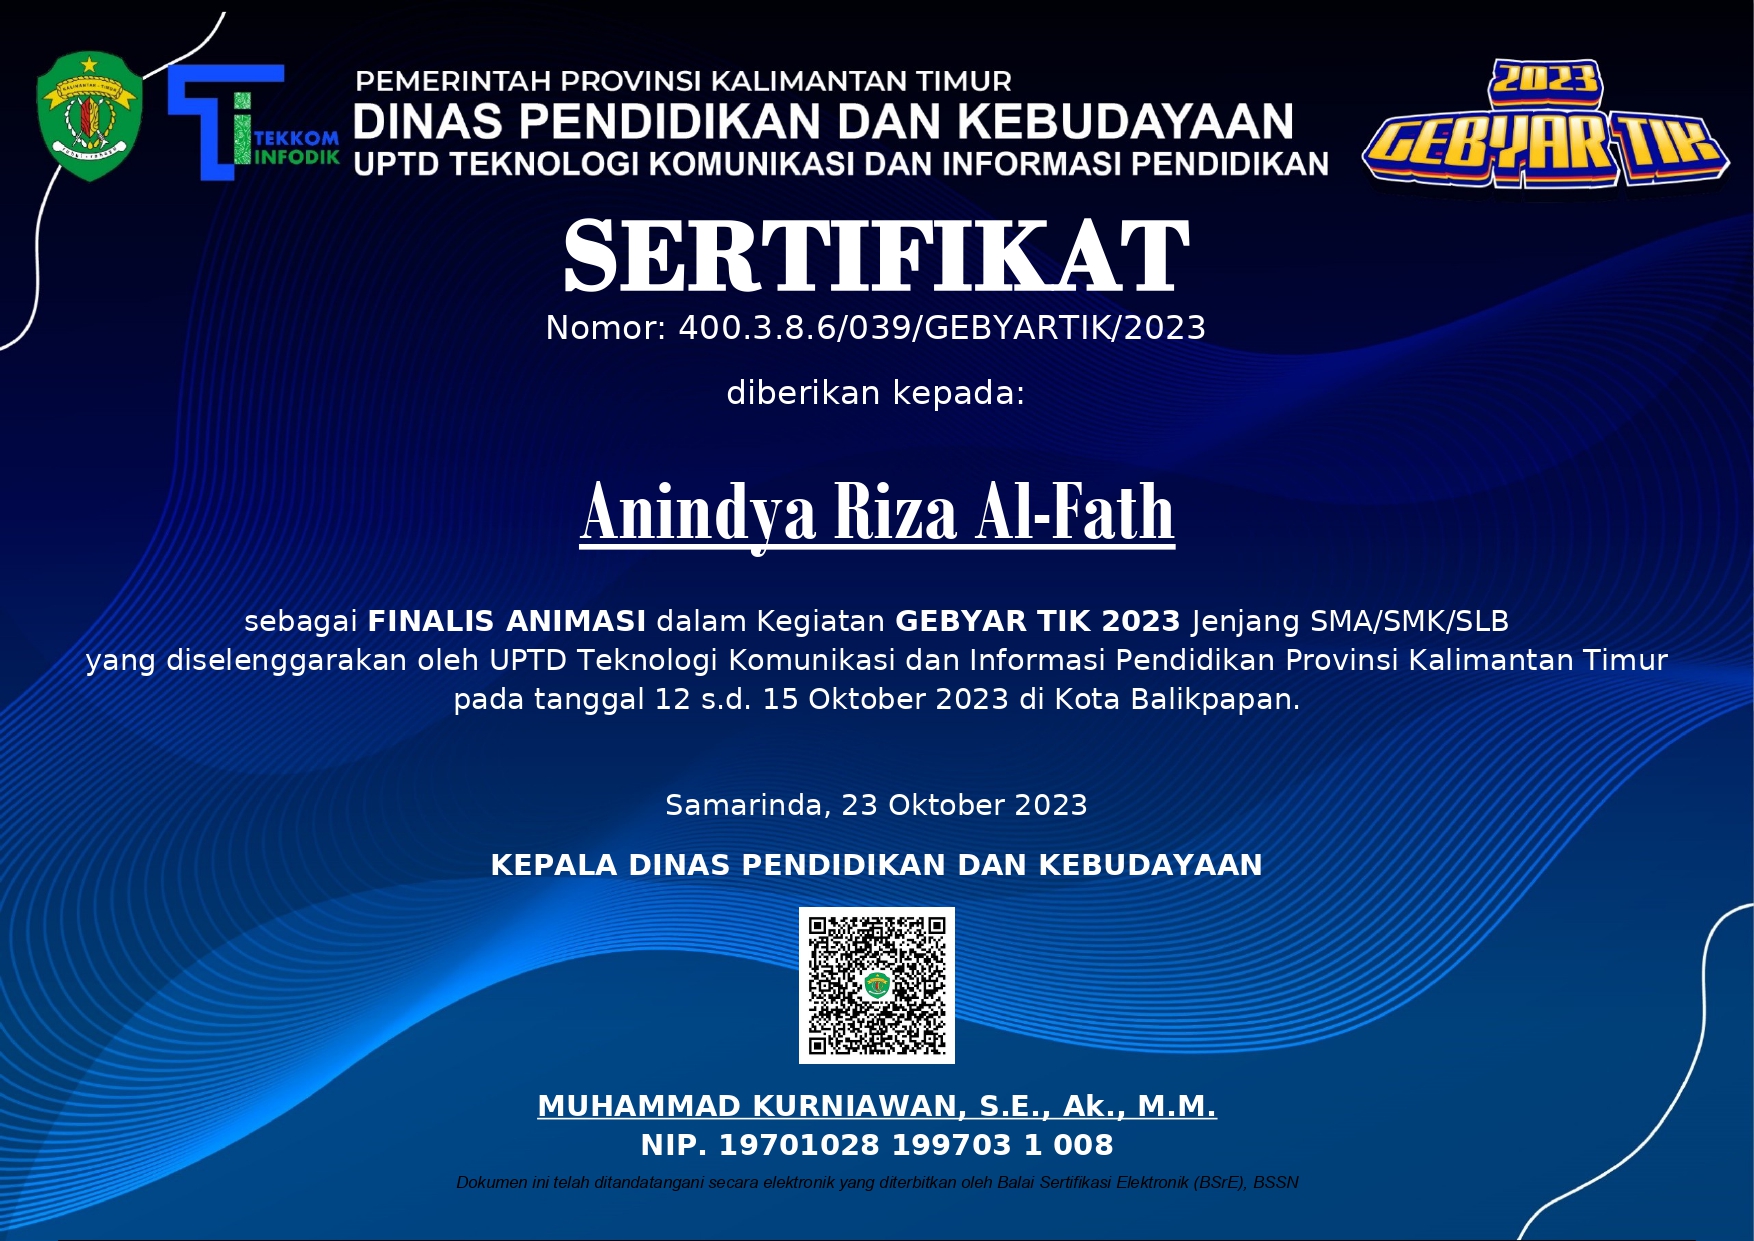 PEMERINTAH PROVINSI KALIMANTAN TIMUR
DINAS PENDIDIKAN DAN KEBUDAYAAN
UPTD TEKNOLOGI KOMUNIKASI DAN INFORMASI PENDIDIKAN
KALIMANTAN - TIMUR
Ti TEKKOM
INFODIK
2023
GEBYAR TIK
SERTIFIKAT
Nomor: 400.3.8.6/039/GEBYARTIK/2023
diberikan kepada:
Anindya Riza Al-Fath
sebagai FINALIS ANIMASI dalam Kegiatan GEBYAR TIK 2023 Jenjang SMA/SMK/SLB
yang diselenggarakan oleh UPTD Teknologi Komunikasi dan Informasi Pendidikan Provinsi Kalimantan Timur
pada tanggal 12 s.d. 15 Oktober 2023 di Kota Balikpapan.
Samarinda, 23 Oktober 2023
KEPALA DINAS PENDIDIKAN DAN KEBUDAYAAN
MUHAMMAD KURNIAWAN, S.E., Ak., M.M.
NIP. 19701028 199703 1 008
Dokumen ini telah ditandatangani secara elektronik yang diterbitkan oleh Balai Sertifikasi Elektronik (BSrE), BSSN